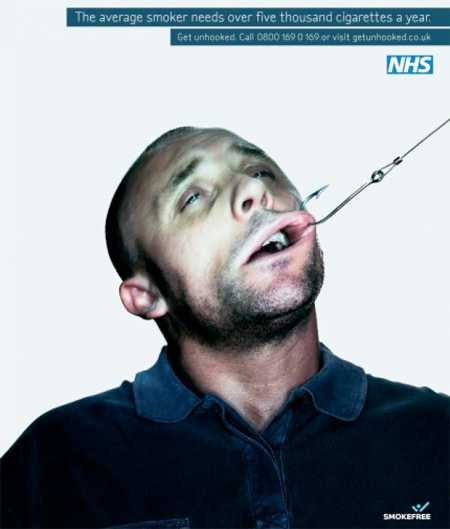 The average smoker needs over five thousand cigarettes a year.
Get unhooked. Call 0800 169 0 169 or visit getunhooked.co.uk
NHS
SMOKEFREE